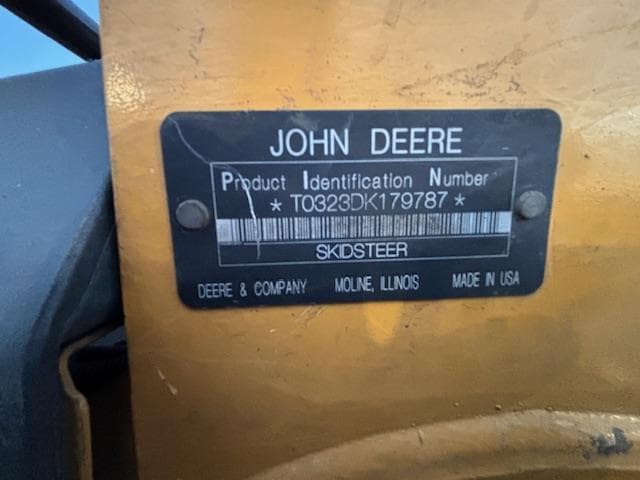 JOHN DEERE
Product Identification Number
* T0323DK179787 *
SKIDSTEER
DEERE & COMPANY MOLINE, ILLINOIS MADE IN USA